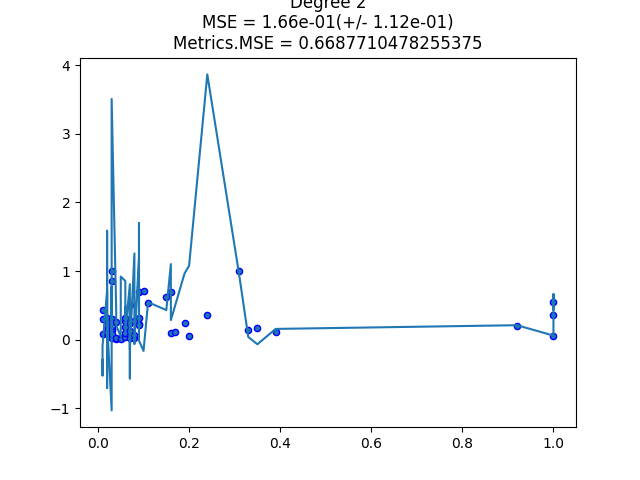 Degree 2
MSE = 1.66e-01(+/- 1.12e-01)
Metrics.MSE = 0.6687710478255375
4
3
2
1
0
−1
0.0 0.2 0.4 0.6 0.8 1.0